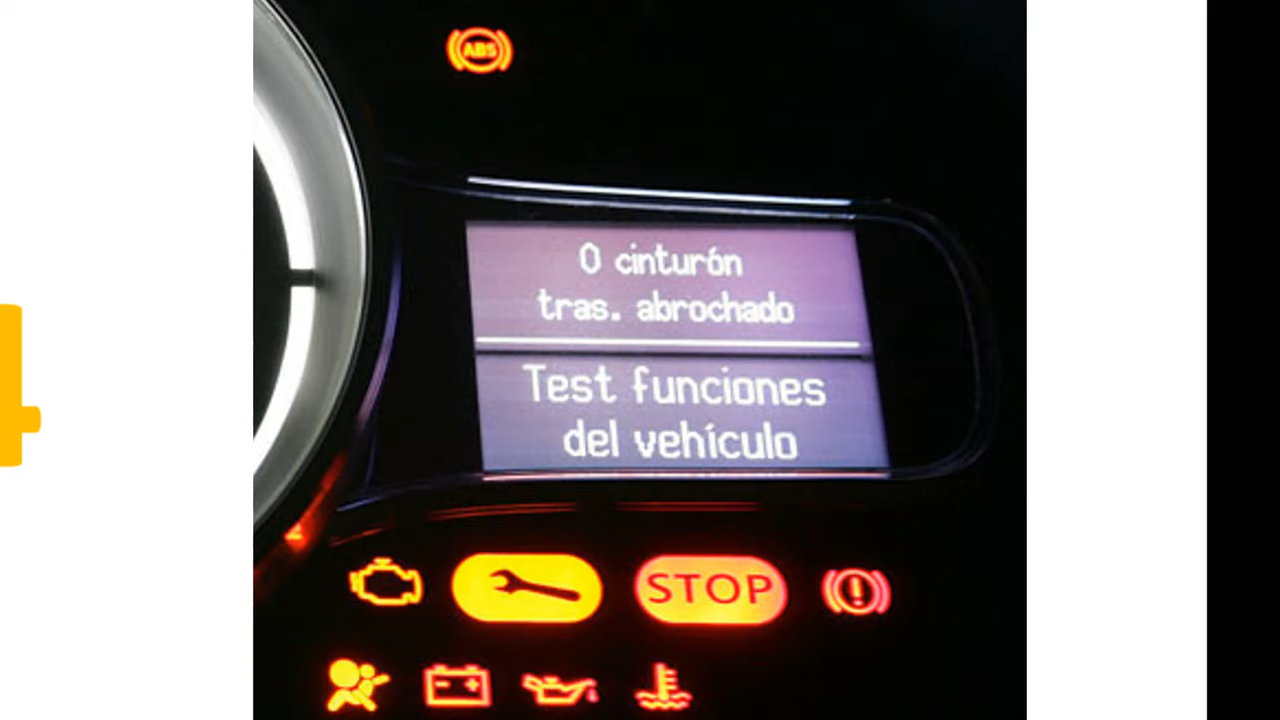 ABS
0 cinturón
tras. abrochado
Test funciones
del vehículo
STOP